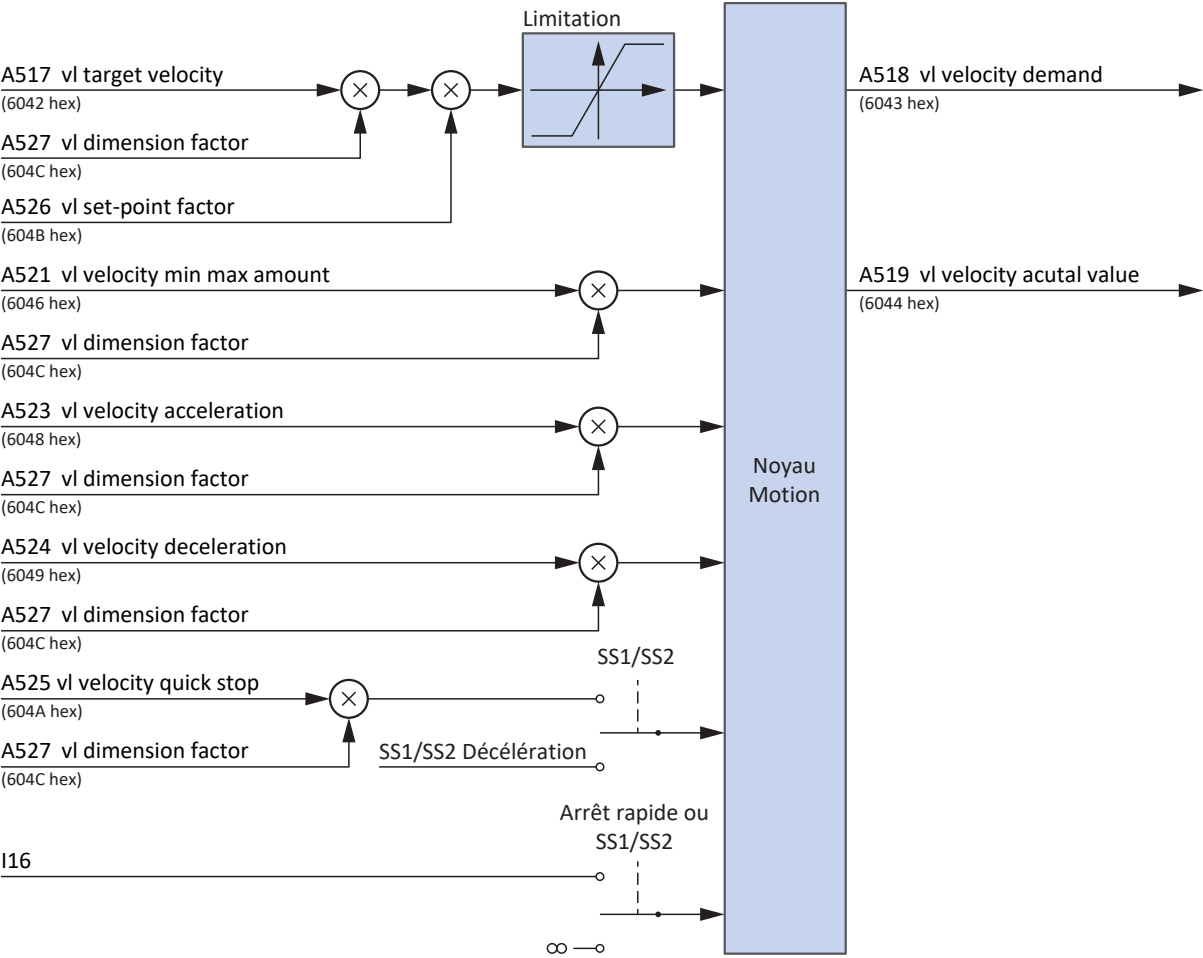 Limitation
A517 vl target velocity
(6042 hex)
A518 vl velocity demand
(6043 hex)
A527 vl dimension factor
(604C hex)
A526 vl set-point factor
(604B hex)
A521 vl velocity min max amount
(6046 hex)
A519 vl velocity acutal value
(6044 hex)
A527 vl dimension factor
(604C hex)
A523 vl velocity acceleration
(6048 hex)
A527 vl dimension factor
(604C hex)
Noyau
Motion
A524 vl velocity deceleration
(6049 hex)
A527 vl dimension factor
(604C hex)
SS1/SS2
A525 vl velocity quick stop
(604A hex)
A527 vl dimension factor
(604C hex)
SS1/SS2 Décélération
Arrêt rapide ou
SS1/SS2
I16
∞